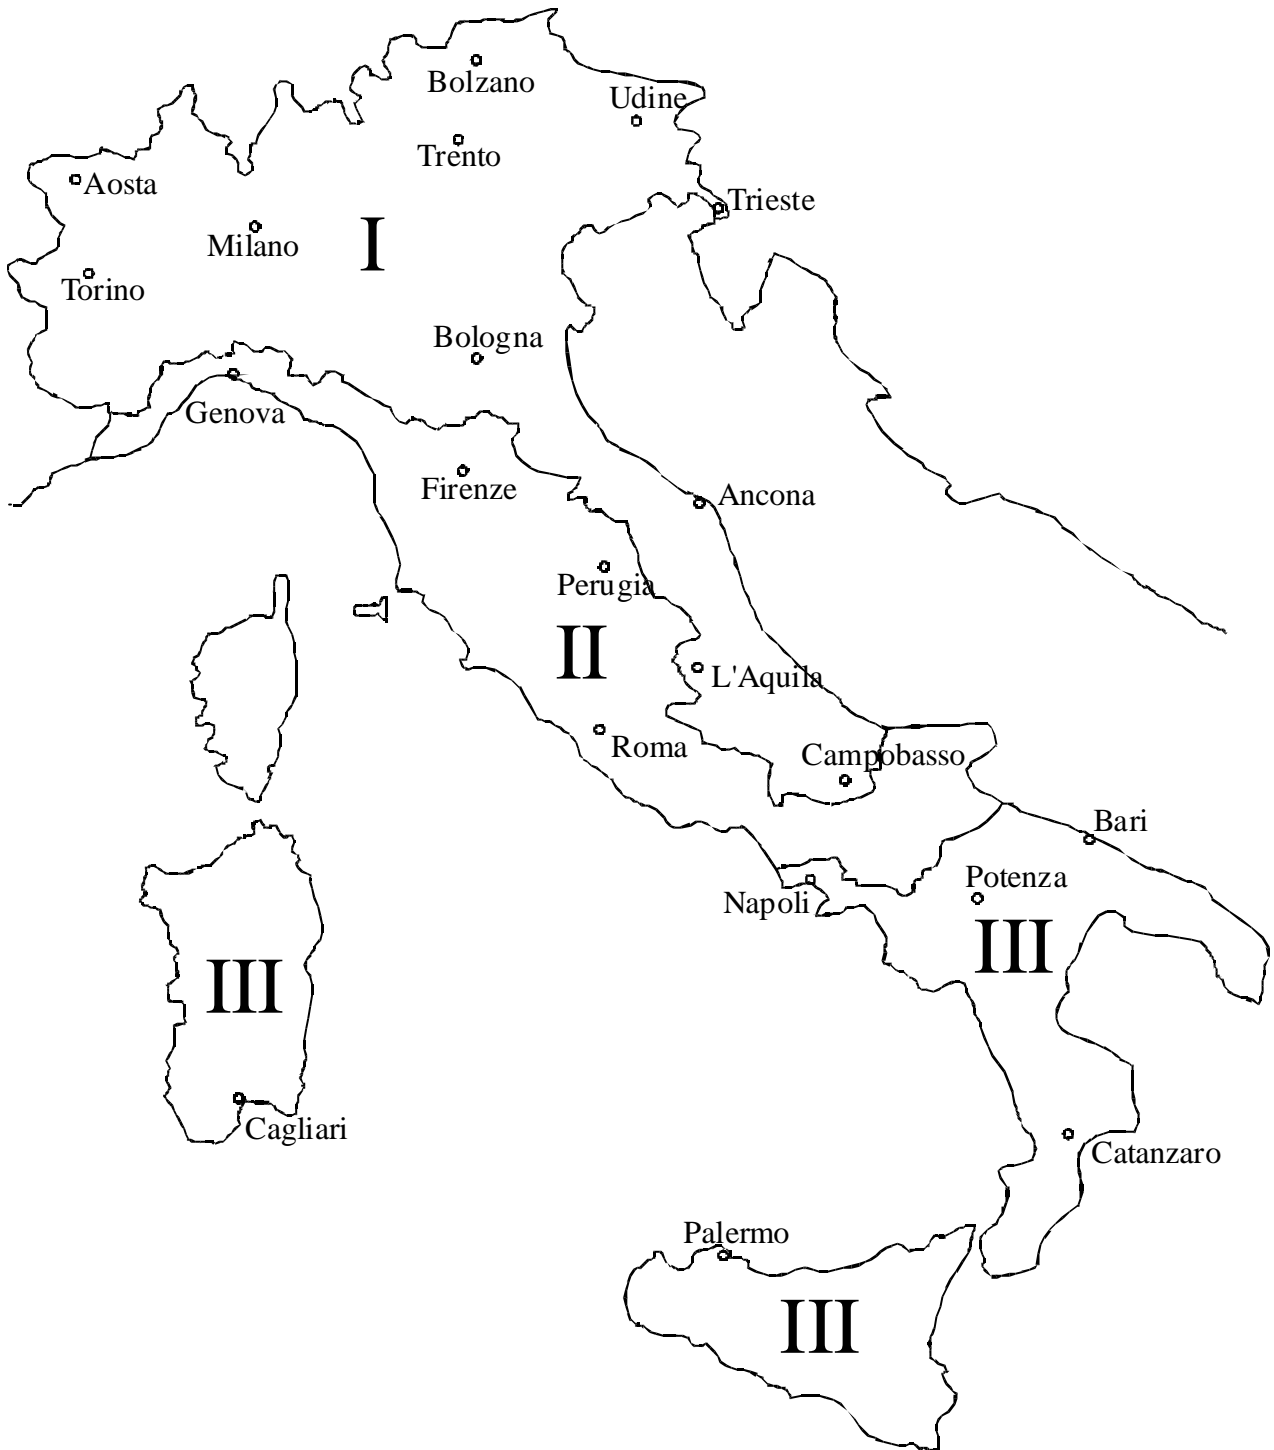 Bolzano
Udine
Trento
Aosta
Trieste
Milano
I
Torino
Bologna
Genova
Firenze
Ancona
Perugia
II
L'Aquila
Roma
Campobasso
Bari
Potenza
Napoli
III
III
Cagliari
Catanzaro
Palermo
III